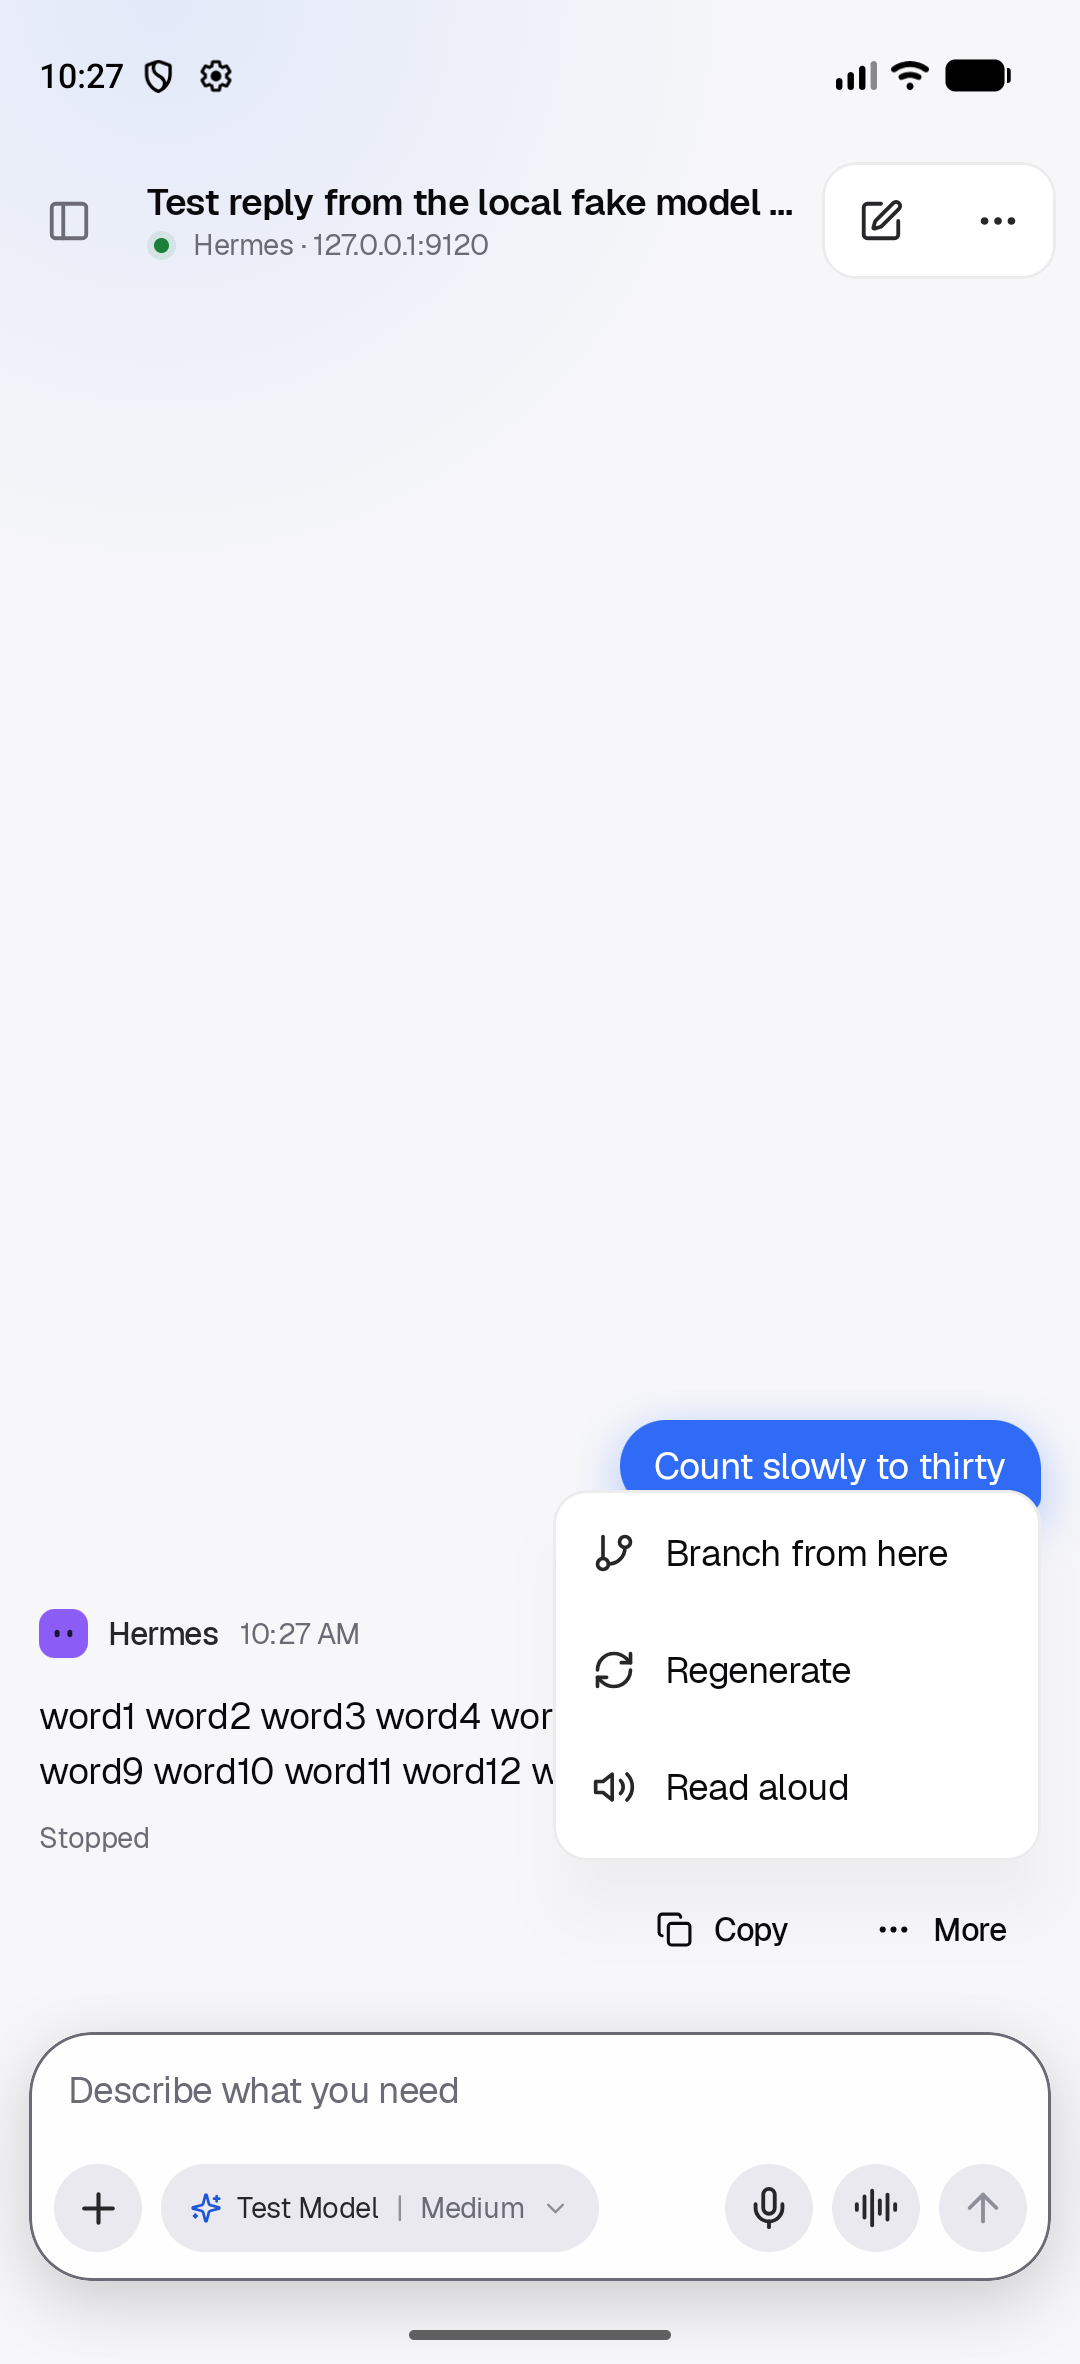 10:27
Test reply from the local fake model ...
Hermes · 127.0.0.1:9120
Count slowly to thirty
Branch from here
Hermes 10:27 AM
Regenerate
word1 word2 word3 word4
word9 word10 word11 word12
Read aloud
Stopped
Copy
More
Describe what you need
Test Model | Medium